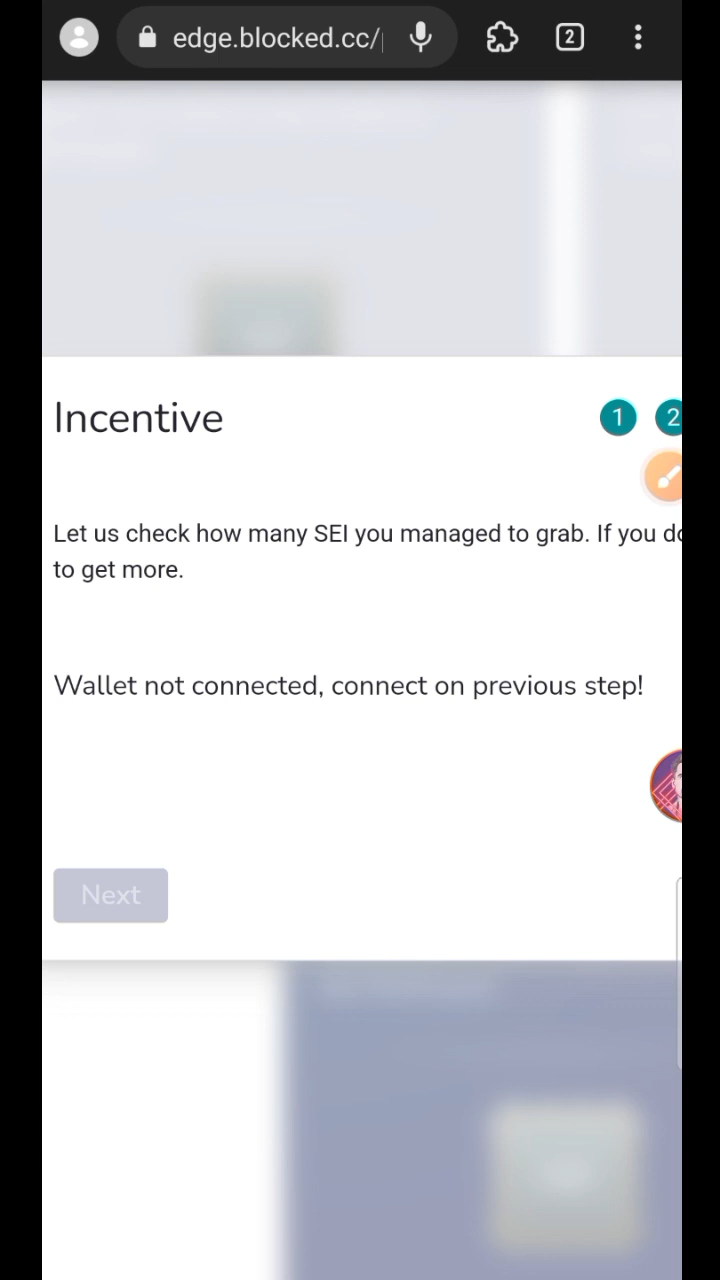 edge.blocked.cc/
2
Incentive
1 2
Let us check how many SEI you managed to grab. If you
to get more.
Wallet not connected, connect on previous step!
Next